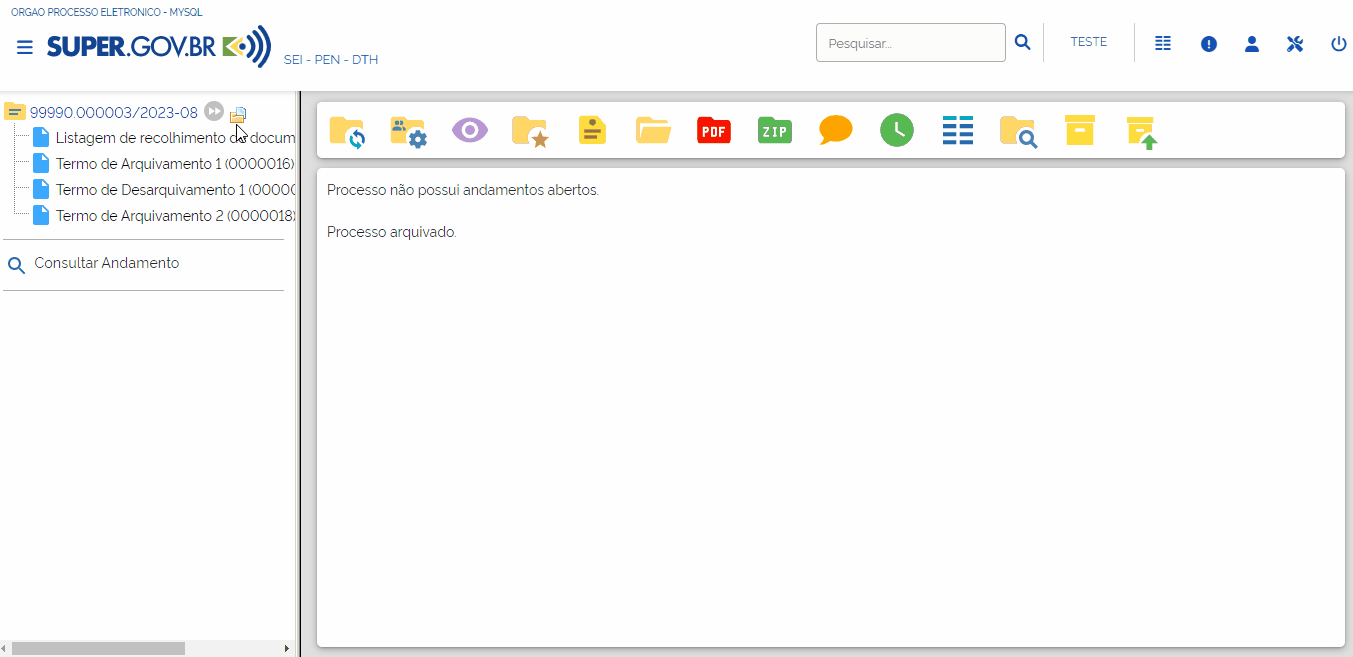 ORGAO PROCESSO ELETRONICO - MYSQL
SUPER.GOV.BR
SEI - PEN - DTH
Pesquisar...
TESTE
99990.000003/2023-08
Listagem de recolhimento de docum
Termo de Arquivamento 1 (0000016)
Termo de Desarquivamento 1 (00000
Termo de Arquivamento 2 (0000018)
Consultar Andamento
PDF
ZIP
Processo não possui andamentos abertos.
Processo arquivado.